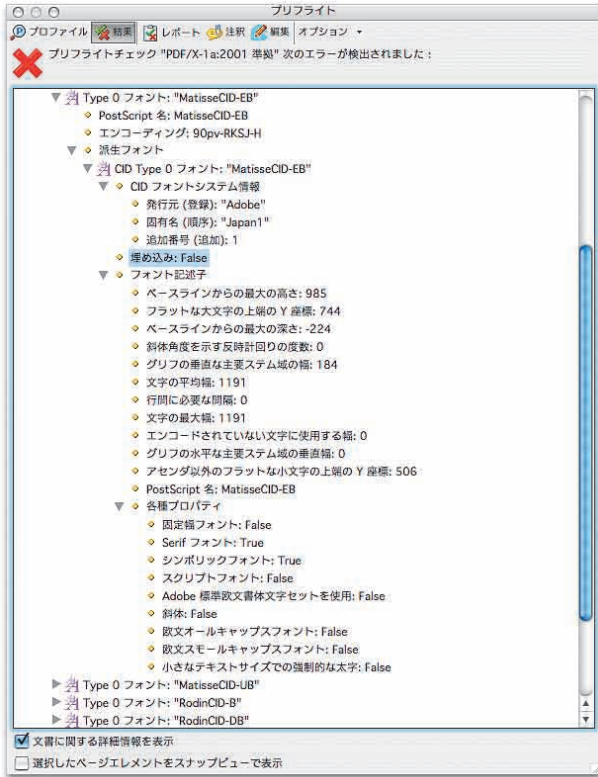 プリフライト
プロファイル 結果 レポート 注釈 編集 オプション
プリフライトチェック "PDF/X-1a:2001 準拠" 次のエラーが検出されました :
Type 0 フォント: "MatisseCID-EB"
PostScript 名: MatisseCID-EB
エンコーディング: 90pv-RKSJ-H
派生フォント
CID Type 0 フォント: "MatisseCID-EB"
CID フォントシステム情報
発行元 (登録): "Adobe"
固有名 (順序): "Japan1"
追加番号 (追加): 1
埋め込み: False
フォント記述子
ベースラインからの最大の高さ: 985
フラットな大文字の上端の Y 座標: 744
ベースラインからの最大の深さ: -224
斜体角度を示す反時計回りの度数: 0
グリフの垂直な主要ステム域の幅: 184
文字の平均幅: 1191
行間に必要な間隔: 0
文字の最大幅: 1191
エンコードされていない文字に使用する幅: 0
グリフの水平な主要ステム域の垂直幅: 0
アセンダ以外のフラットな小文字の上端の Y 座標: 506
PostScript 名: MatisseCID-EB
各種プロパティ
固定幅フォント: False
Serif フォント: True
シンボリックフォント: True
スクリプトフォント: False
Adobe 標準欧文書体文字セットを使用: False
斜体: False
欧文オールキャップスフォント: False
欧文スモールキャップスフォント: False
小さなテキストサイズでの強制的な太字: False
Type 0 フォント: "MatisseCID-UB"
Type 0 フォント: "RodinCID-B"
Type 0 フォント: "RodinCID-DB"
文書に関する詳細情報を表示
選択したページエレメントをスナップビューで表示